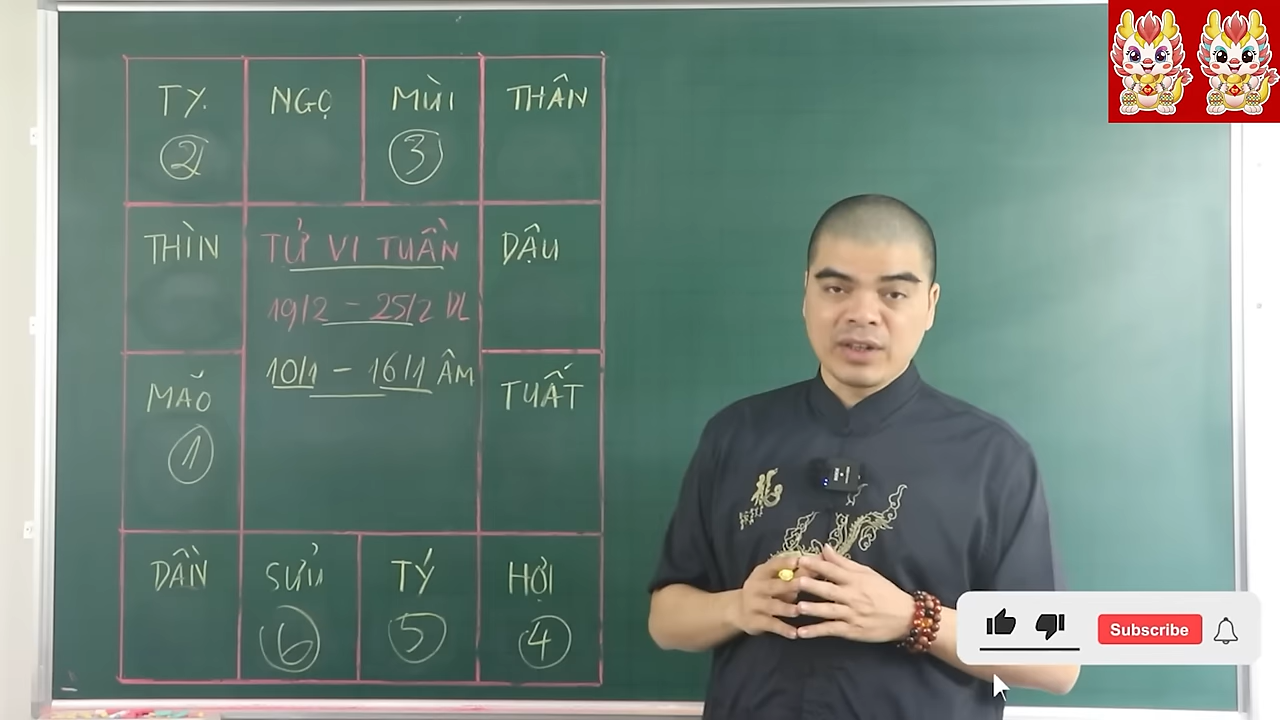 TỴ
NGỌ
MÙI
THÂN
②
③
THÌN
TỬ VI TUẦN
DẬU
19/2 - 25/2 DL
10/1 - 16/1 ÂM
MÃO
TUẤT
①
DẦN
SỬU
TÝ
HỢI
⑥
⑤
④
龍
Subscribe